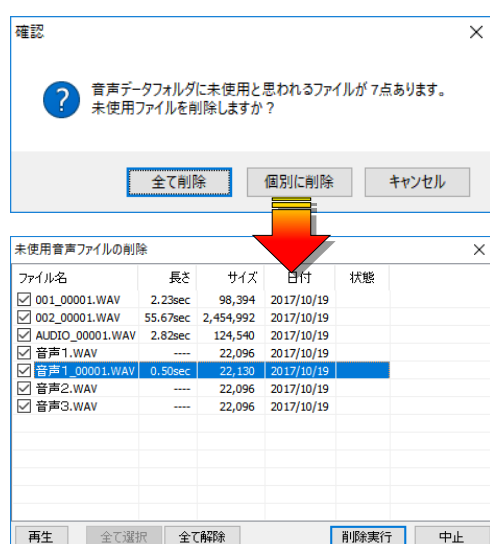 確認
音声データフォルダに未使用と思われるファイルが 7点あります。
未使用ファイルを削除しますか？
全て削除 個別に削除 キャンセル
未使用音声ファイルの削除
ファイル名 長さ サイズ 日付 状態
001_00001.WAV 2.23sec 98,394 2017/10/19
002_00001.WAV 55.67sec 2,454,992 2017/10/19
AUDIO_00001.WAV 2.82sec 124,540 2017/10/19
音声1.WAV ---- 22,096 2017/10/19
音声1_00001.WAV 0.50sec 22,130 2017/10/19
音声2.WAV ---- 22,096 2017/10/19
音声3.WAV ---- 22,096 2017/10/19
再生 全て選択 全て解除 削除実行 中止